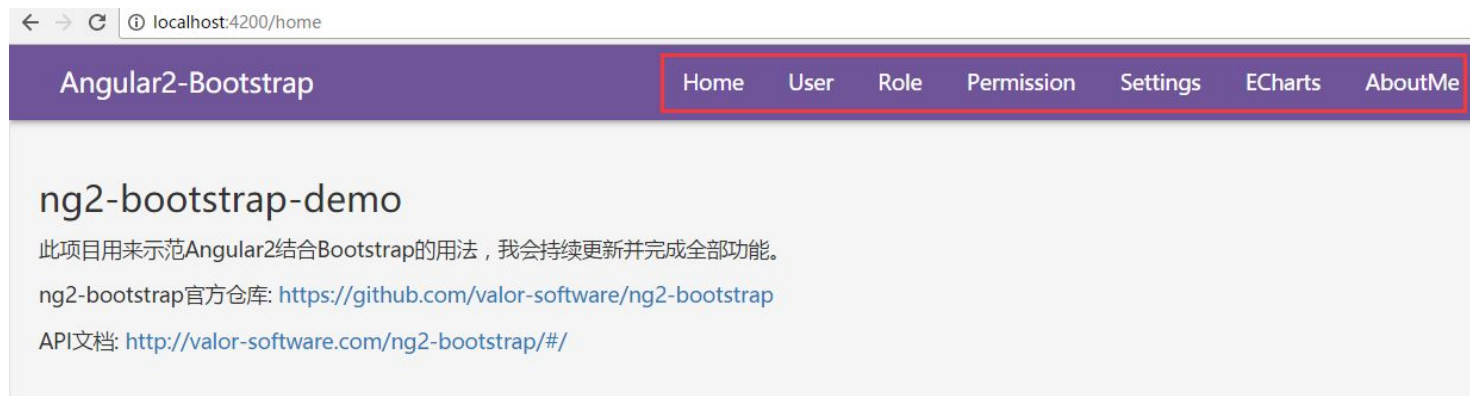 localhost:4200/home
Angular2-Bootstrap Home User Role Permission Settings ECharts AboutMe
ng2-bootstrap-demo
此项目用来示范Angular2结合Bootstrap的用法，我会持续更新并完成全部功能。
ng2-bootstrap官方仓库: https://github.com/valor-software/ng2-bootstrap
API文档: http://valor-software.com/ng2-bootstrap/#/